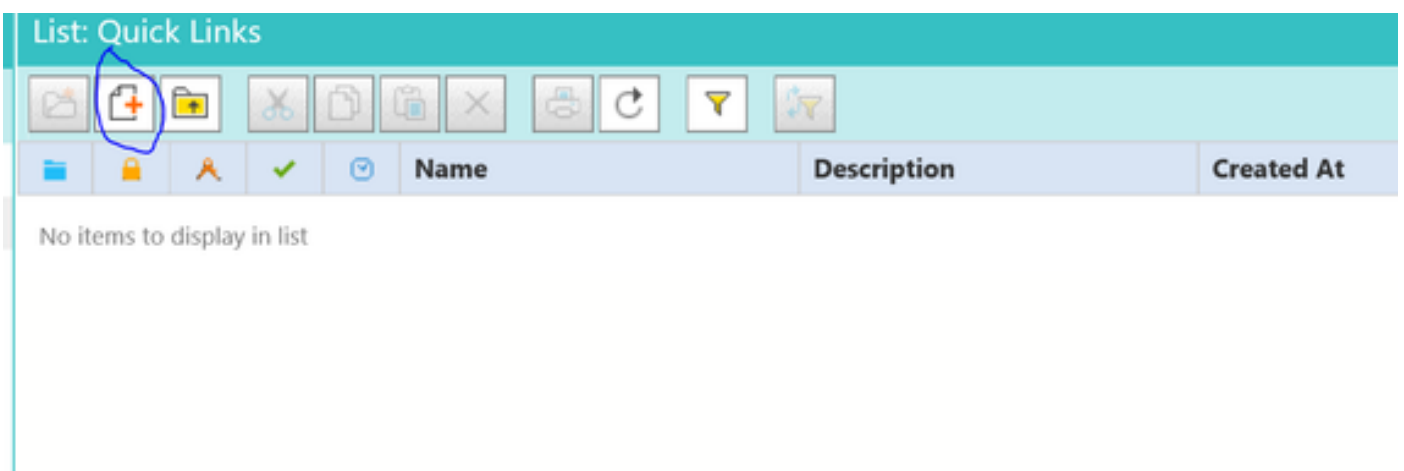 List: Quick Links
Name Description Created At
No items to display in list